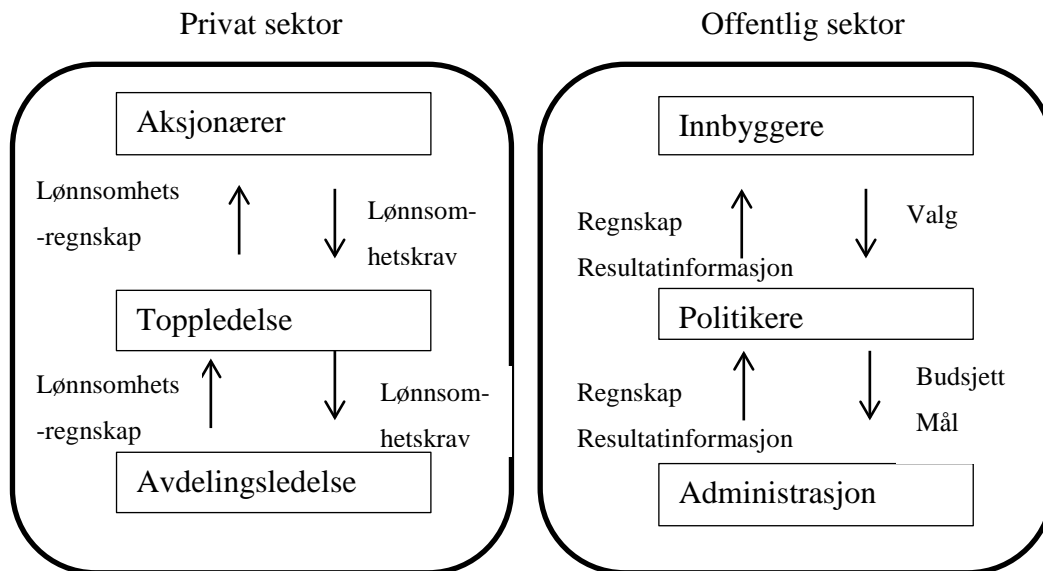 Privat sektor
Aksjonærer
Lønnsomhets
-regnskap
Lønnsom-
hetskrav
Toppledelse
Lønnsomhets
-regnskap
Lønnsom-
hetskrav
Avdelingsledelse
Offentlig sektor
Innbyggere
Regnskap
Resultatinformasjon
Valg
Politikere
Regnskap
Resultatinformasjon
Budsjett
Mål
Administrasjon